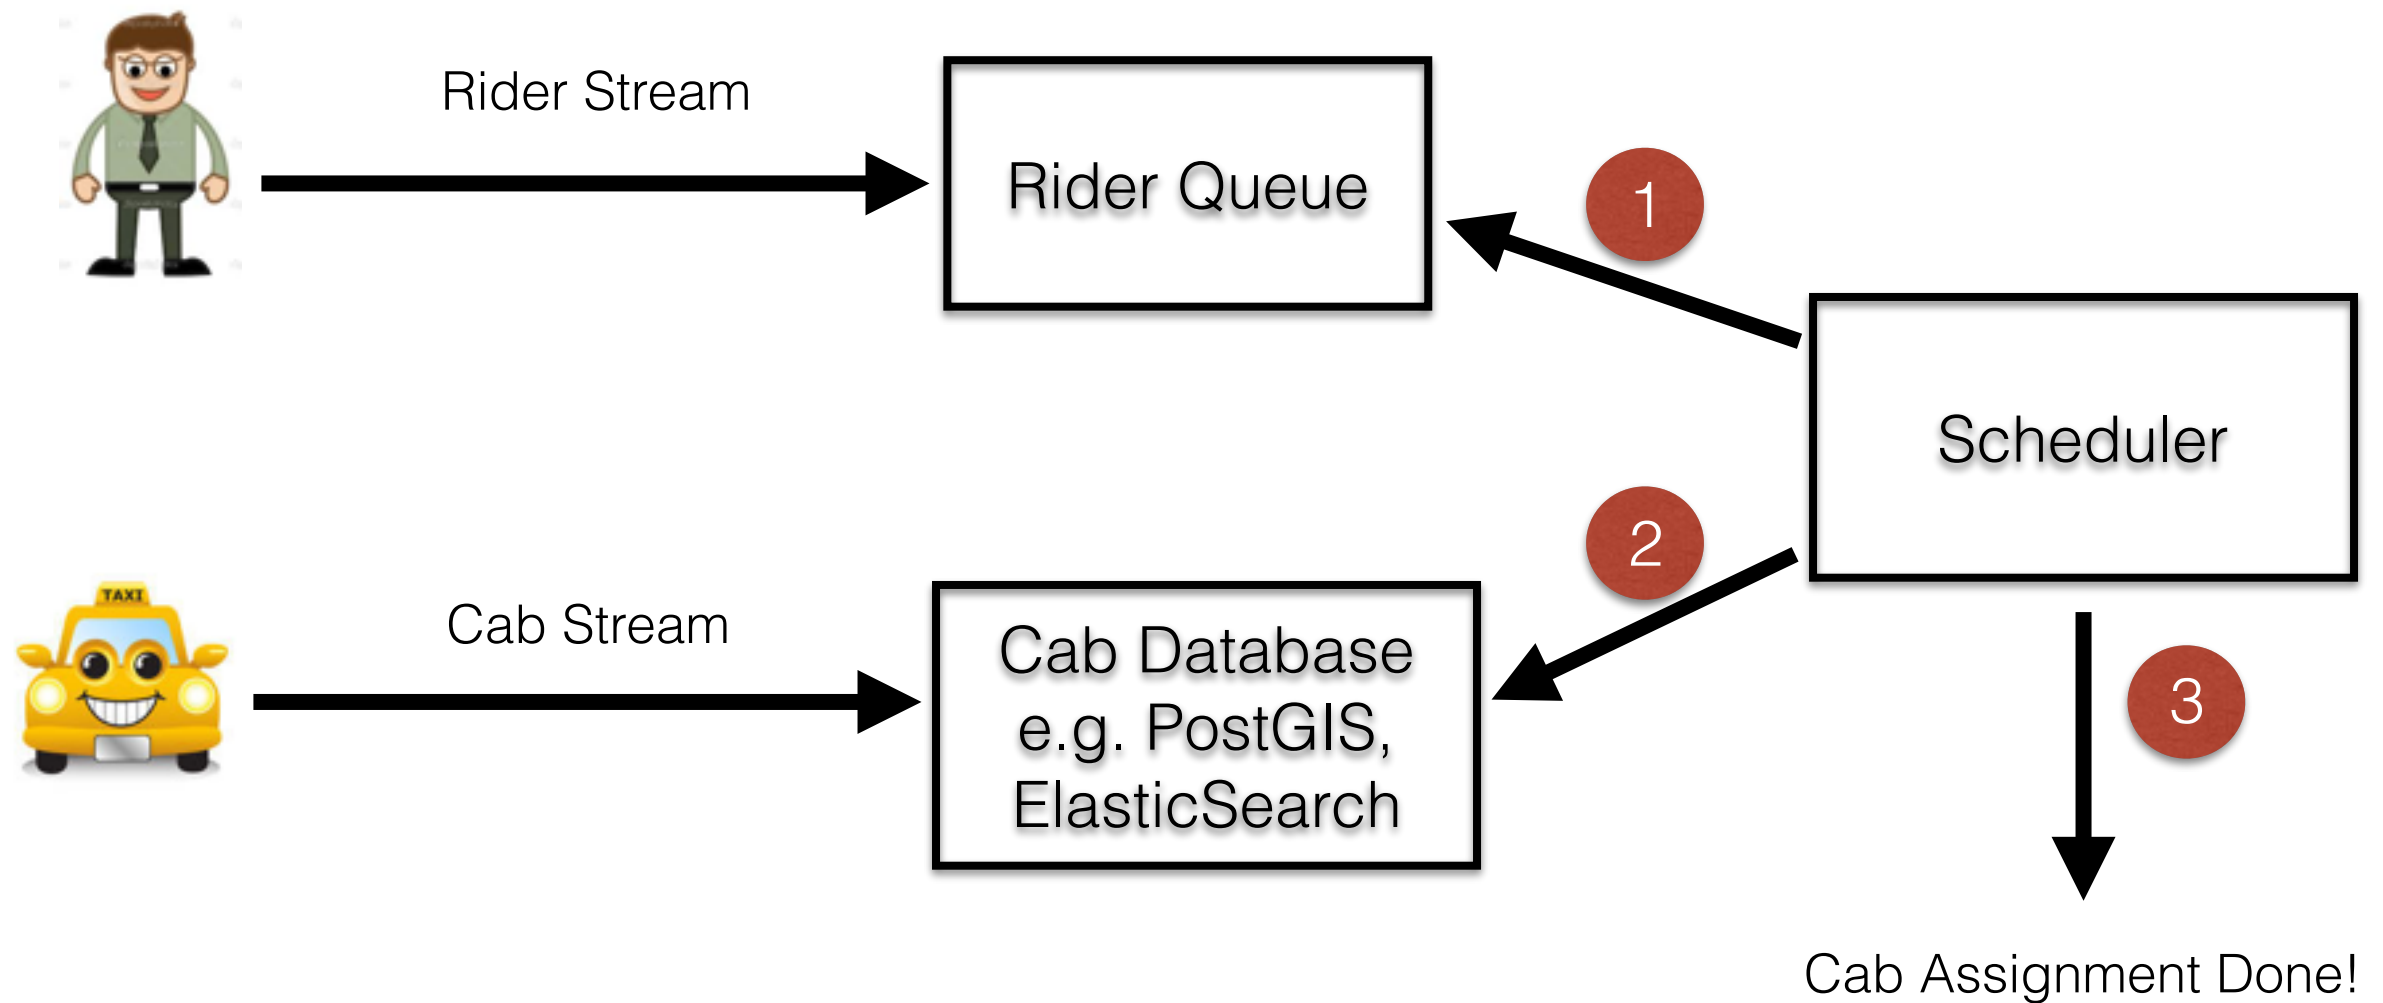 Rider Stream
Rider Queue
1
Scheduler
2
TAXI
Cab Stream
Cab Database
e.g. PostGIS,
ElasticSearch
3
Cab Assignment Done!